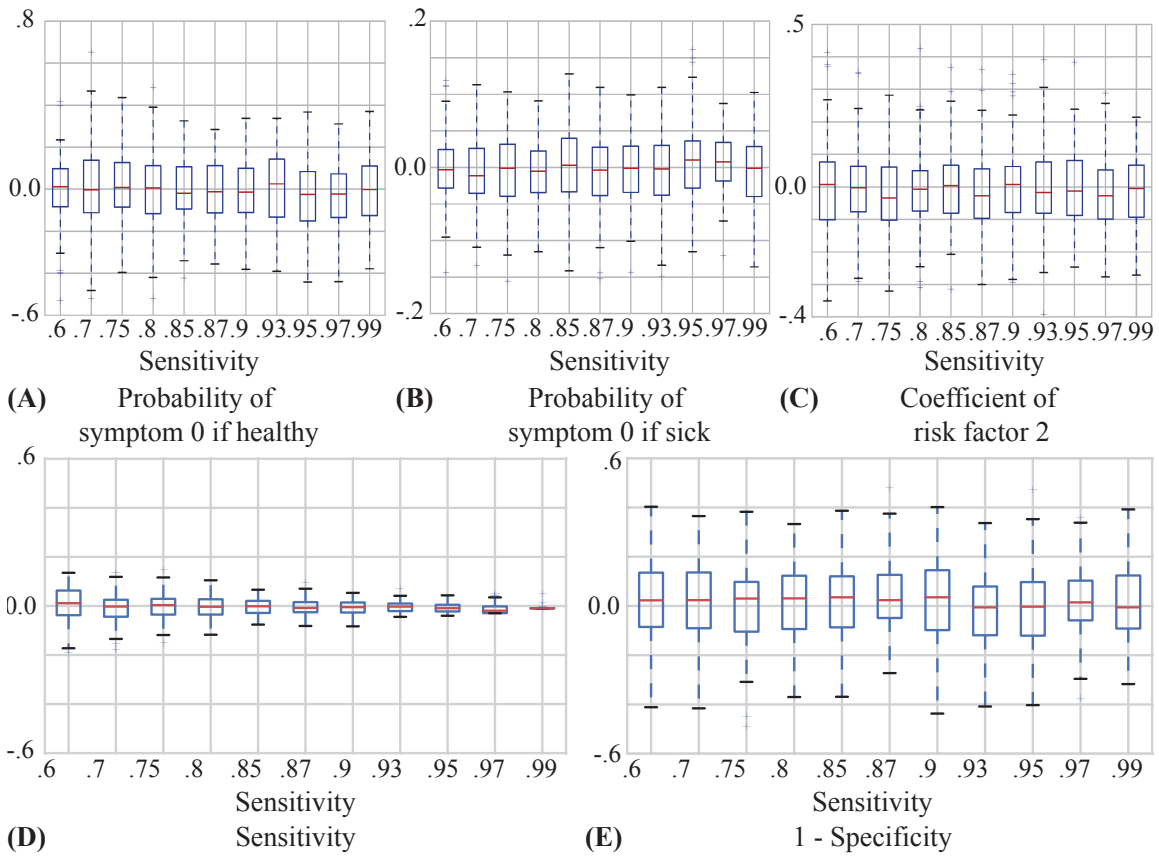 .8
0.0
-.6
.6 .7 .75 .8 .85 .87 .9 .93 .95 .97 .99
Sensitivity
(A) Probability of
symptom 0 if healthy
.2
0.0
-.2
.6 .7 .75 .8 .85 .87 .9 .93 .95 .97 .99
Sensitivity
(B) Probability of
symptom 0 if sick
.5
-0.0
-.4
.6 .7 .75 .8 .85 .87 .9 .93 .95 .97 .99
Sensitivity
(C) Coefficient of
risk factor 2
.6
0.0
-.6
.6 .7 .75 .8 .85 .87 .9 .93 .95 .97 .99
Sensitivity
(D) Sensitivity
.6
0.0
-.6
.6 .7 .75 .8 .85 .87 .9 .93 .95 .97 .99
Sensitivity
(E) 1 - Specificity